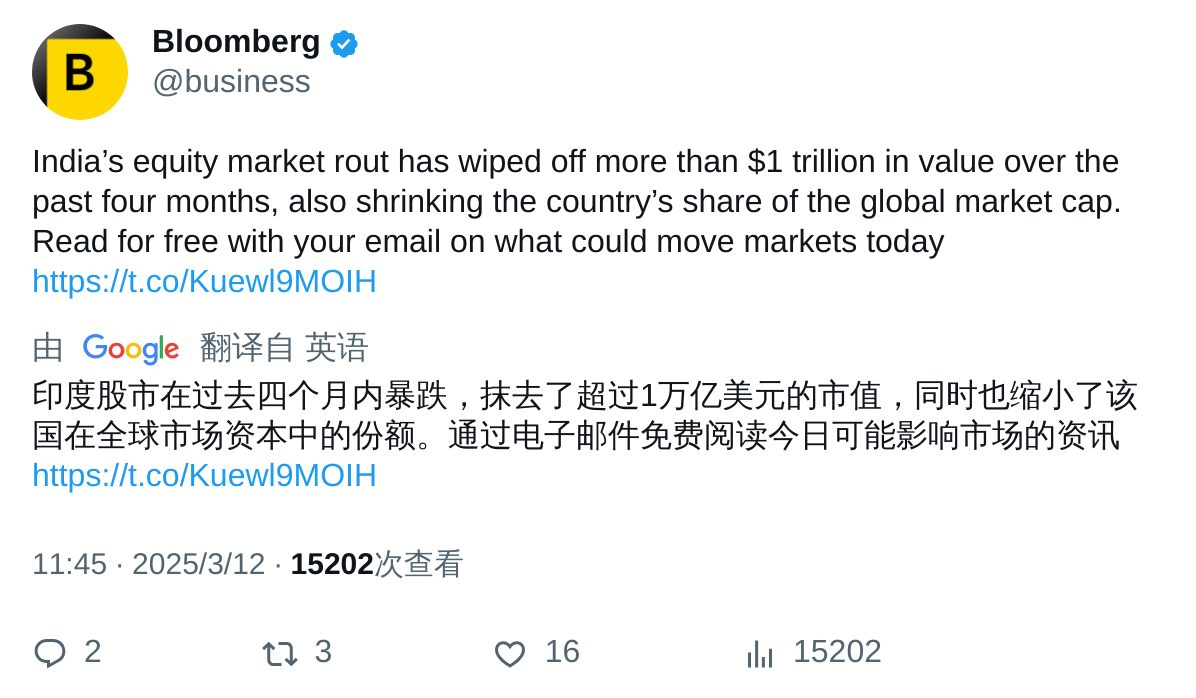 B
Bloomberg
@business
India’s equity market rout has wiped off more than $1 trillion in value over the
past four months, also shrinking the country’s share of the global market cap.
Read for free with your email on what could move markets today
https://t.co/Kuewl9MOIH
由 Google 翻译自 英语
印度股市在过去四个月内暴跌，抹去了超过1万亿美元的市值，同时也缩小了该
国在全球市场资本中的份额。通过电子邮件免费阅读今日可能影响市场的资讯
https://t.co/Kuewl9MOIH
11:45 · 2025/3/12 · 15202次查看
2 3 16 15202